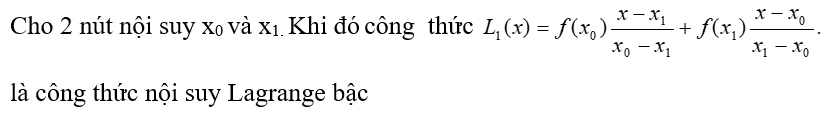 Cho 2 nút nội suy x₀ và x₁. Khi đó công thức L₁(x) = f(x₀) (x − x₁)/(x₀ − x₁) + f(x₁) (x − x₀)/(x₁ − x₀).
là công thức nội suy Lagrange bậc